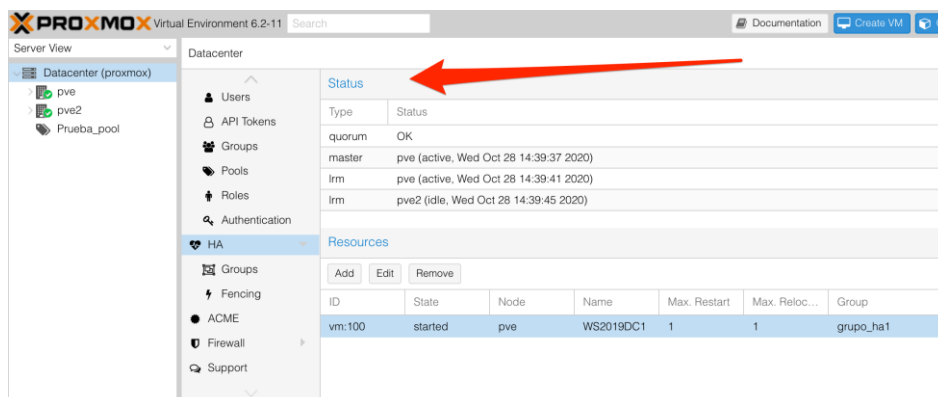 PROXMOX Virtual Environment 6.2-11 Search Documentation Create VM
Server View Datacenter
Datacenter (proxmox)
pve
pve2
Prueba_pool
Users
API Tokens
Groups
Pools
Roles
Authentication
HA
Groups
Fencing
ACME
Firewall
Support
Status
Type Status
quorum OK
master pve (active, Wed Oct 28 14:39:37 2020)
lrm pve (active, Wed Oct 28 14:39:41 2020)
lrm pve2 (idle, Wed Oct 28 14:39:45 2020)
Resources
Add Edit Remove
ID State Node Name Max. Restart Max. Reloc... Group
vm:100 started pve WS2019DC1 1 1 grupo_ha1